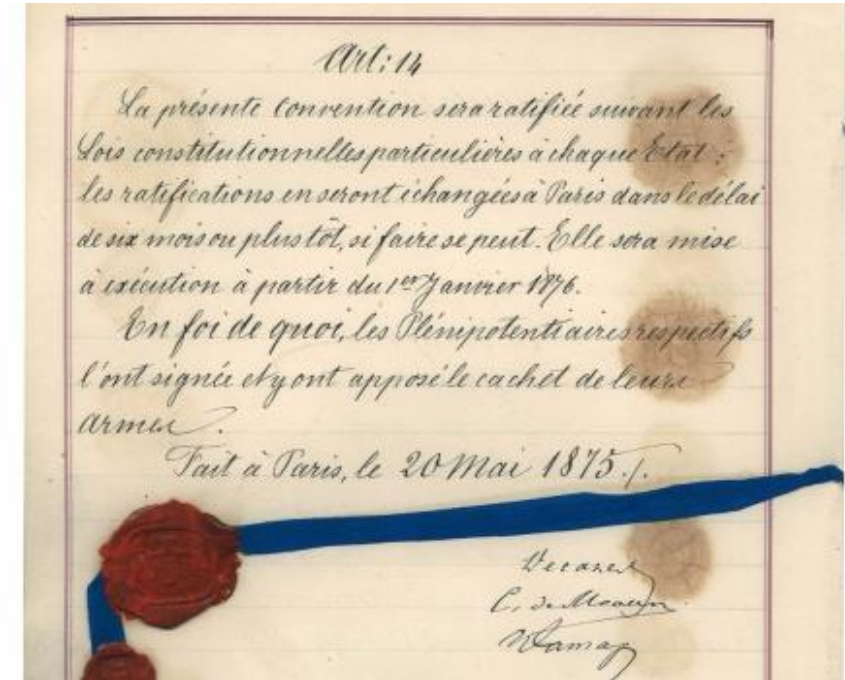 Art: 14
La présente Convention sera ratifiée suivant les
Lois constitutionnelles particulières à chaque Etat ;
les ratifications en seront échangées à Paris dans le délai
de six mois ou plus tôt, si faire se peut. Elle sera mise
à exécution à partir du 1er Janvier 1876.
En foi de quoi, les Plénipotentiaires respectifs
l'ont signée et y ont apposé le cachet de leurs
armes.
Fait à Paris, le 20 Mai 1875 ./.
Decazes
C. de Meaux